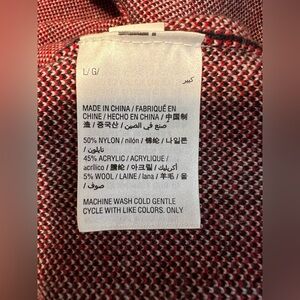 L/ G/
كبير
MADE IN CHINA / FABRIQUÉ EN
CHINE / HECHO EN CHINA / 中国制
造 / 중국산 / صنع في الصين /
50% NYLON / nilón / 锦纶 / 나일론
/ نايلون
45% ACRYLIC / ACRYLIQUE /
acrílico / 腈纶 / 아크릴 / أكريليك /
5% WOOL / LAINE / lana / 羊毛 / 울
/ صوف
MACHINE WASH COLD GENTLE
CYCLE WITH LIKE COLORS. ONLY